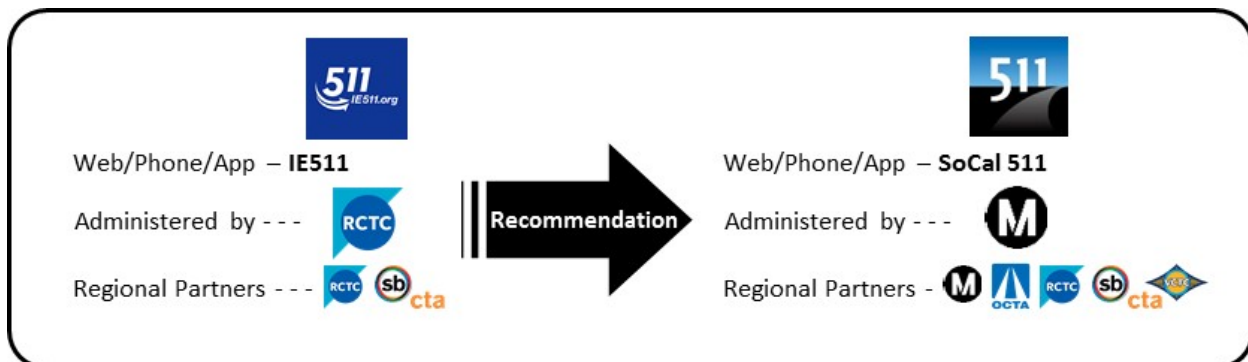 511
IE511.org
Web/Phone/App – IE511
Administered by - - -
RCTC
Regional Partners - - -
RCTC
sb
cta
Recommendation
511
Web/Phone/App – SoCal 511
Administered by - - -
M
Regional Partners -
M
OCTA
RCTC
sb
cta
VCTC